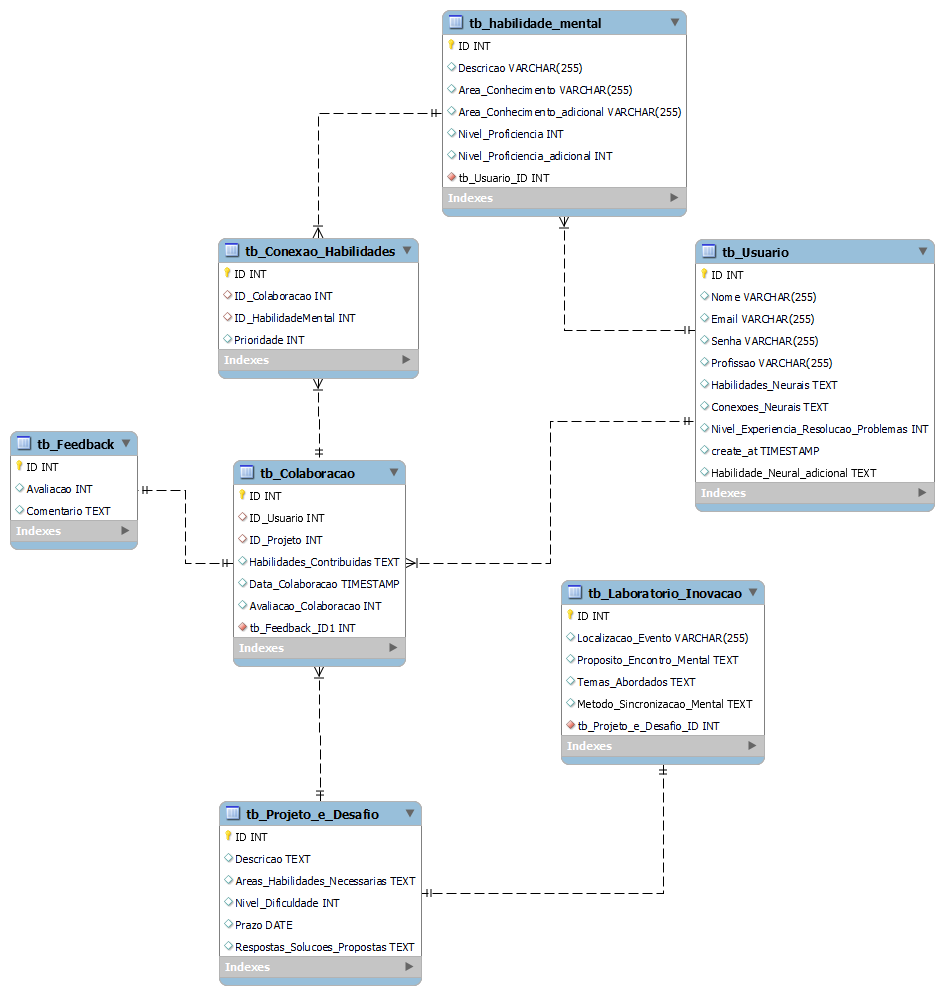 tb_habilidade_mental
ID INT
Descricao VARCHAR(255)
Area_Conhecimento VARCHAR(255)
Area_Conhecimento_adicional VARCHAR(255)
Nivel_Proficiencia INT
Nivel_Proficiencia_adicional INT
tb_Usuario_ID INT
Indexes
tb_Conexao_Habilidades
ID INT
ID_Colaboracao INT
ID_HabilidadeMental INT
Prioridade INT
Indexes
tb_Usuario
ID INT
Nome VARCHAR(255)
Email VARCHAR(255)
Senha VARCHAR(255)
Profissao VARCHAR(255)
Habilidades_Neurais TEXT
Conexoes_Neurais TEXT
Nivel_Experiencia_Resolucao_Problemas INT
create_at TIMESTAMP
Habilidade_Neural_adicional TEXT
Indexes
tb_Feedback
ID INT
Avaliacao INT
Comentario TEXT
Indexes
tb_Colaboracao
ID INT
ID_Usuario INT
ID_Projeto INT
Habilidades_Contribuidas TEXT
Data_Colaboracao TIMESTAMP
Avaliacao_Colaboracao INT
tb_Feedback_ID1 INT
Indexes
tb_Laboratorio_Inovacao
ID INT
Localizacao_Evento VARCHAR(255)
Proposito_Encontro_Mental TEXT
Temas_Abordados TEXT
Metodo_Sincronizacao_Mental TEXT
tb_Projeto_e_Desafio_ID INT
Indexes
tb_Projeto_e_Desafio
ID INT
Descricao TEXT
Areas_Habilidades_Necessarias TEXT
Nivel_Dificuldade INT
Prazo DATE
Respostas_Solucoes_Propostas TEXT
Indexes